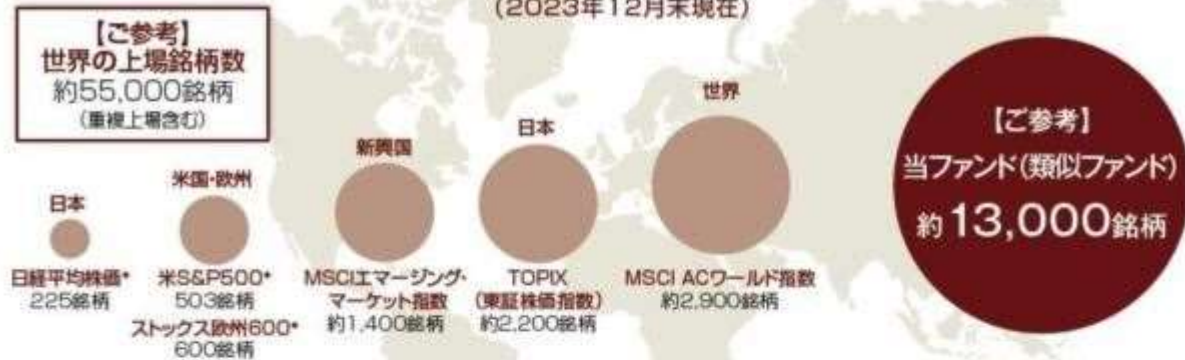 (2023年12月末現在)
【ご参考】
世界の上場銘柄数
約55,000銘柄
(重複上場含む)
日本
日経平均株価*
225銘柄
米国・欧州
米S&P500*
503銘柄
ストックス欧州600*
600銘柄
新興国
MSCIエマージング・
マーケット指数
約1,400銘柄
日本
TOPIX
(東証株価指数)
約2,200銘柄
世界
MSCI ACワールド指数
約2,900銘柄
【ご参考】
当ファンド(類似ファンド)
約13,000銘柄